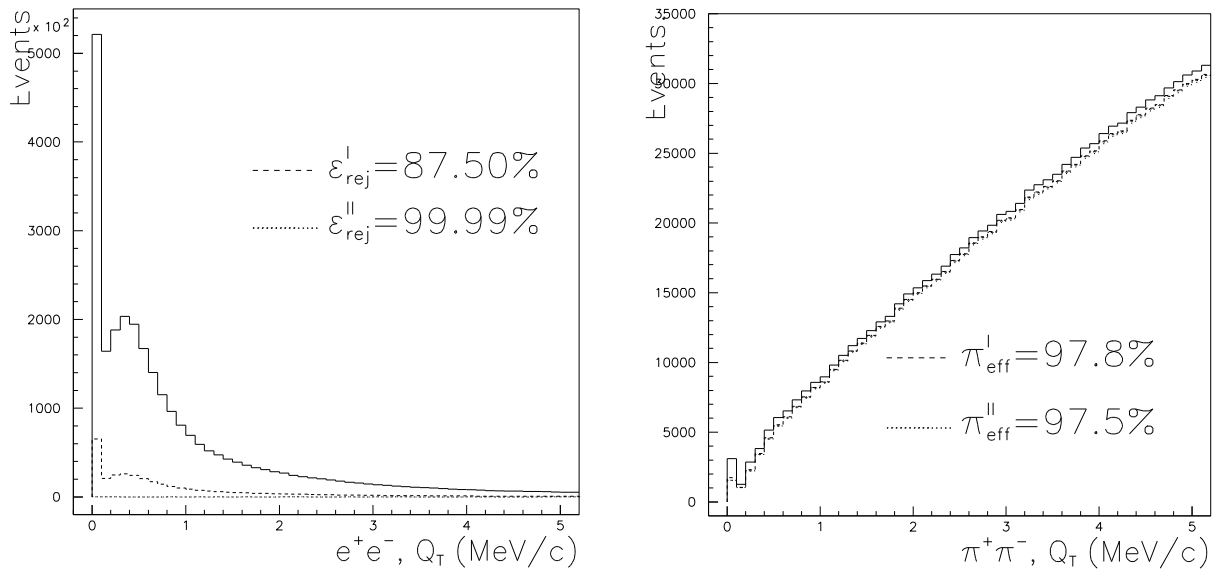 Events
× 10²
5000
4000
3000
2000
1000
0
0 1 2 3 4 5
ε^I_rej=87.50%
ε^II_rej=99.99%
e⁺e⁻, Q_T (MeV/c)
Events
35000
30000
25000
20000
15000
10000
5000
0
0 1 2 3 4 5
π^I_eff=97.8%
π^II_eff=97.5%
π⁺π⁻, Q_T (MeV/c)